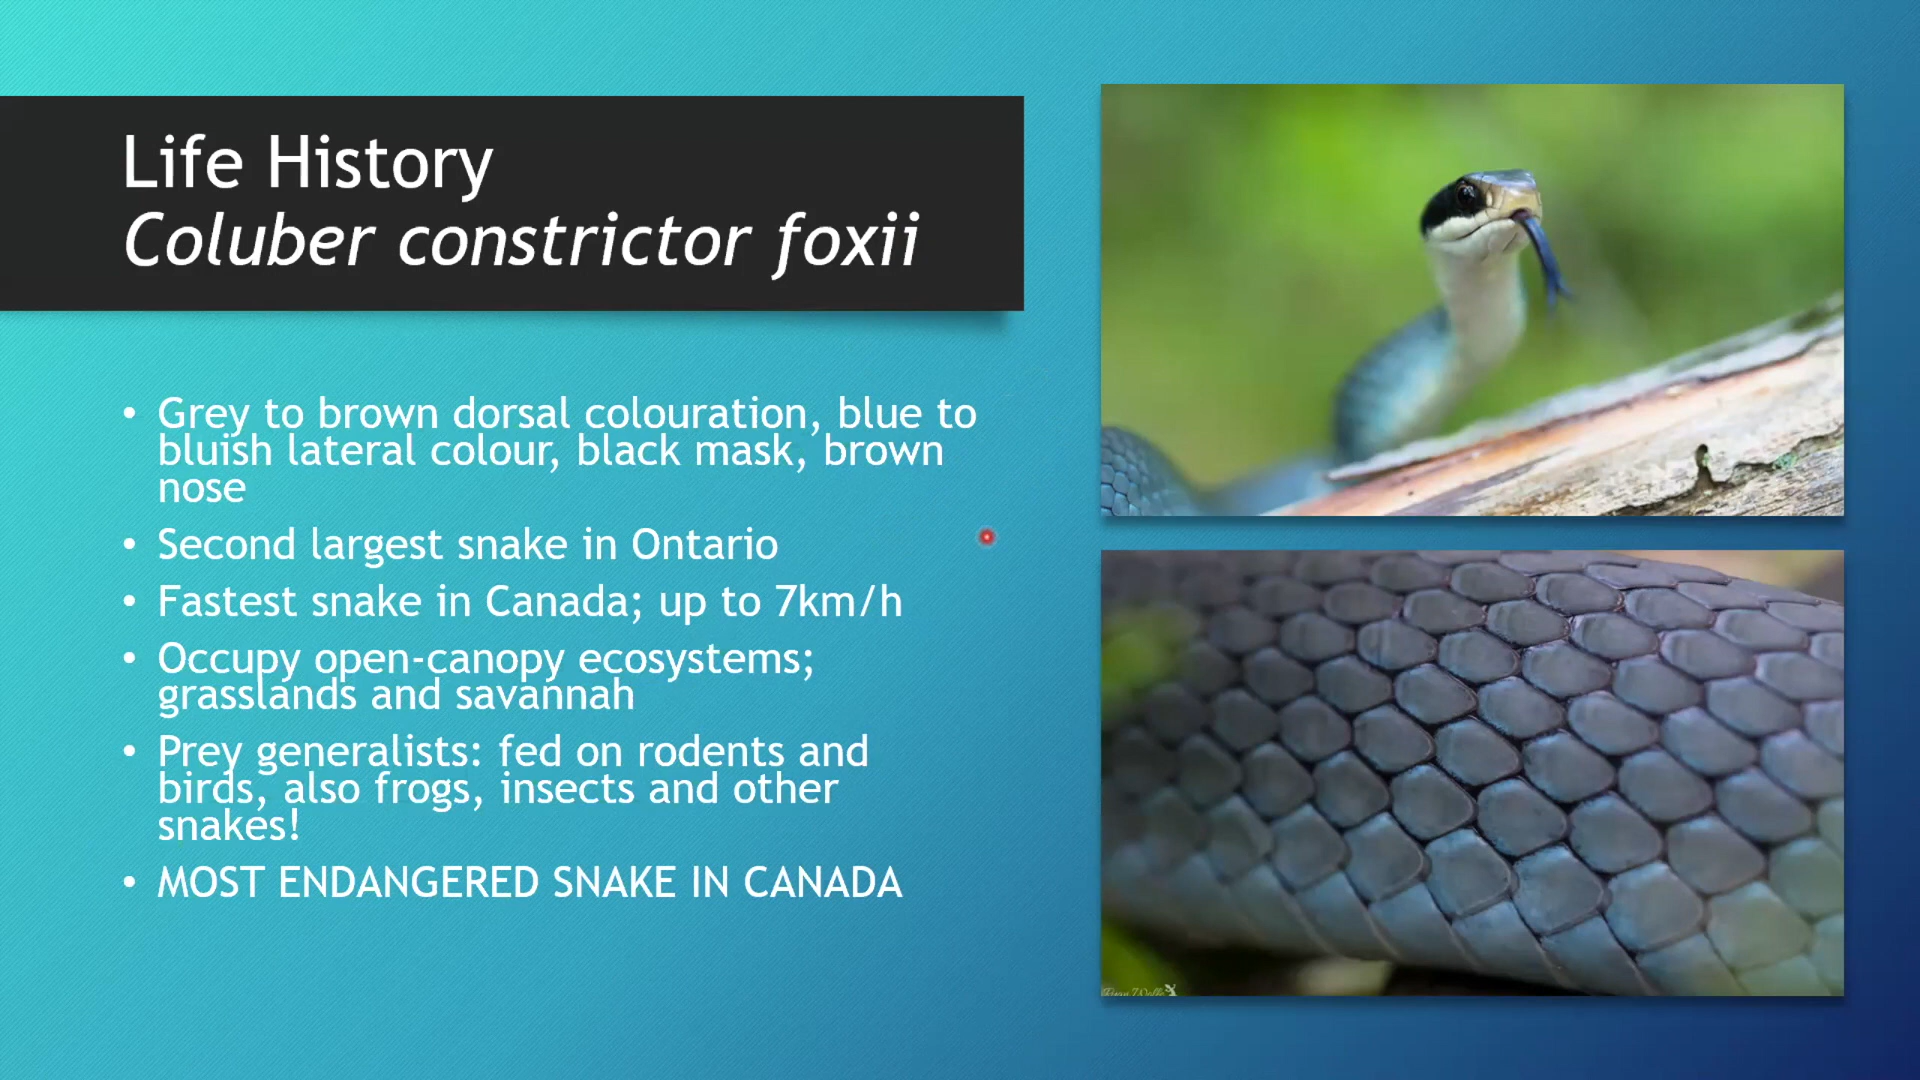 Life History
Coluber constrictor foxii
• Grey to brown dorsal colouration, blue to
bluish lateral colour, black mask, brown
nose
• Second largest snake in Ontario
• Fastest snake in Canada; up to 7km/h
• Occupy open-canopy ecosystems;
grasslands and savannah
• Prey generalists: fed on rodents and
birds, also frogs, insects and other
snakes!
• MOST ENDANGERED SNAKE IN CANADA